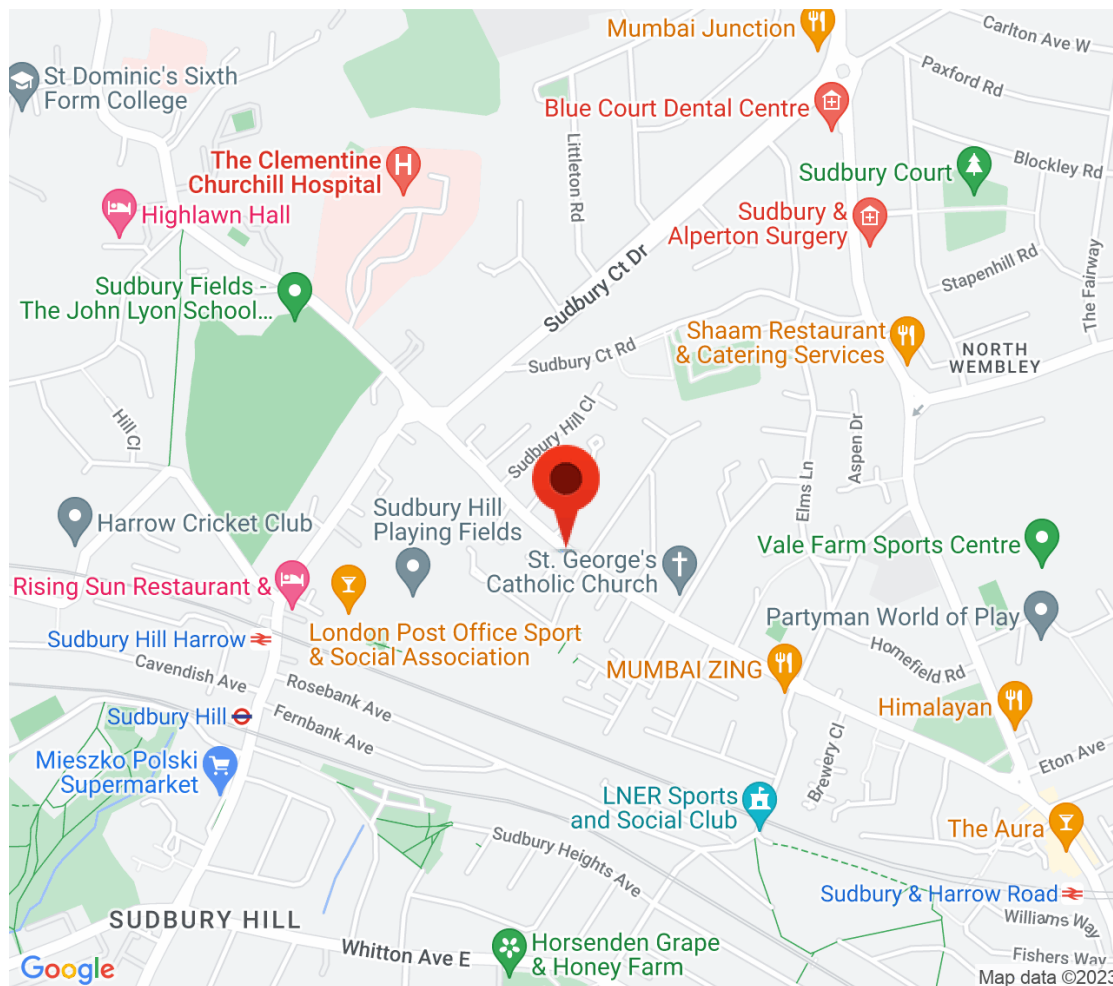 Mumbai Junction
Carlton Ave W
Paxford Rd
St Dominic's Sixth
Form College
Blue Court Dental Centre
Littleton Rd
Blockley Rd
The Clementine
Churchill Hospital
Sudbury Court
Highlawn Hall
Sudbury &
Alperton Surgery
Stapenhill Rd
The Fairway
Sudbury Fields -
The John Lyon School...
Sudbury Ct Dr
Shaam Restaurant
& Catering Services
Sudbury Ct Rd
NORTH
WEMBLEY
Hill Cl
Sudbury Hill Cl
Aspen Dr
Elms Ln
Harrow Cricket Club
Sudbury Hill
Playing Fields
St. George's
Catholic Church
Vale Farm Sports Centre
Rising Sun Restaurant &
Partyman World of Play
London Post Office Sport
& Social Association
Sudbury Hill Harrow
Cavendish Ave
Rosebank Ave
MUMBAI ZING
Homefield Rd
Sudbury Hill
Fernbank Ave
Himalayan
Mieszko Polski
Supermarket
Brewery Cl
Eton Ave
LNER Sports
and Social Club
The Aura
Sudbury Heights Ave
Sudbury & Harrow Road
SUDBURY HILL
Williams Way
Whitton Ave E
Horsenden Grape
& Honey Farm
Fishers Way
Google
Map data ©2023